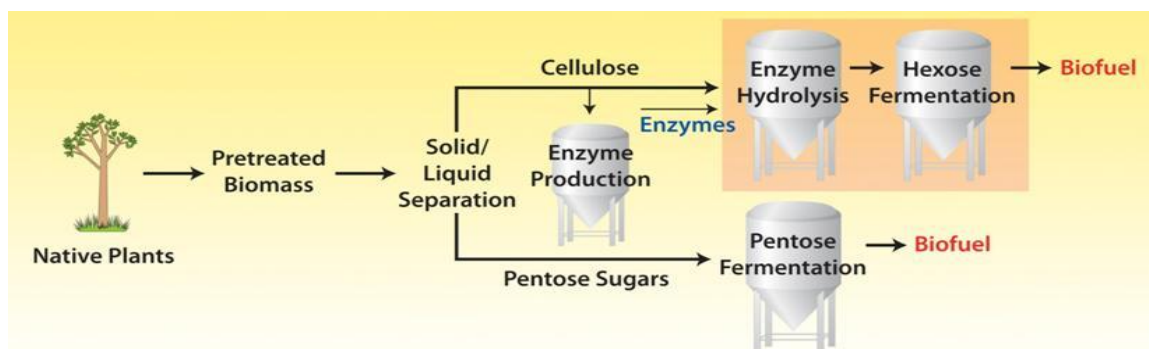 Native Plants
Pretreated
Biomass
Solid/
Liquid
Separation
Cellulose
Enzymes
Enzyme
Production
Enzyme
Hydrolysis
Hexose
Fermentation
Biofuel
Pentose Sugars
Pentose
Fermentation
Biofuel